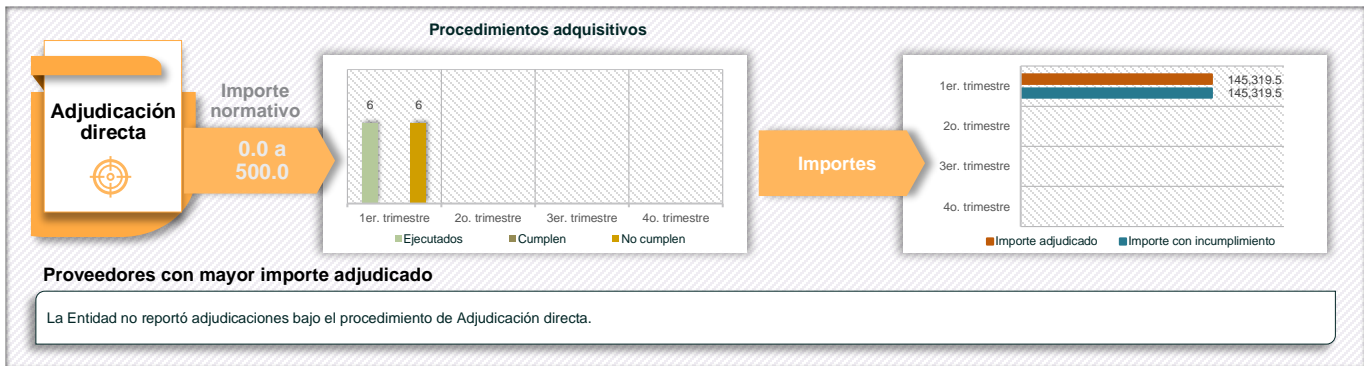 Procedimientos adquisitivos
Adjudicación
directa
Importe
normativo
0.0 a
500.0
6 6
1er. trimestre 2o. trimestre 3er. trimestre 4o. trimestre
Ejecutados Cumplen No cumplen
Importes
1er. trimestre
145,319.5
145,319.5
2o. trimestre
3er. trimestre
4o. trimestre
Importe adjudicado Importe con incumplimiento
Proveedores con mayor importe adjudicado
La Entidad no reportó adjudicaciones bajo el procedimiento de Adjudicación directa.